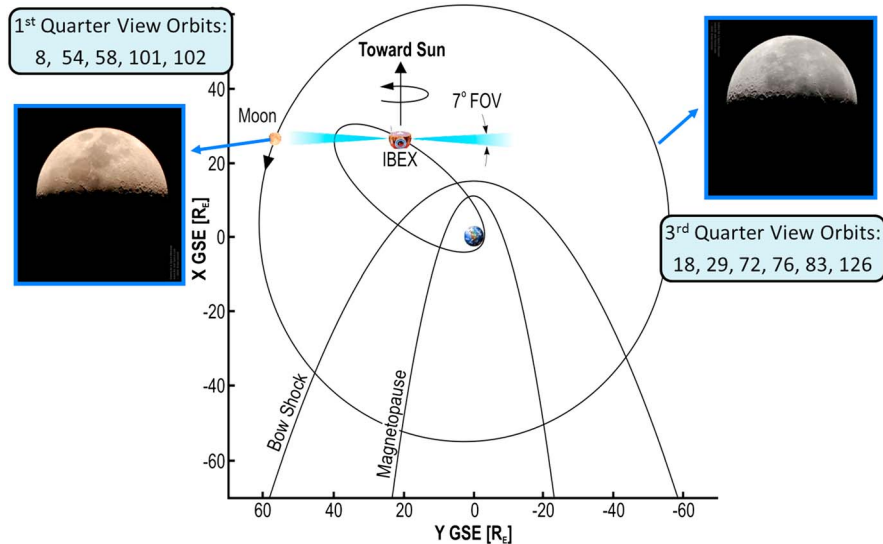 1st Quarter View Orbits:
8, 54, 58, 101, 102
Toward Sun
7° FOV
Moon
IBEX
3rd Quarter View Orbits:
18, 29, 72, 76, 83, 126
X GSE [RE]
40
20
0
-20
-40
-60
Bow Shock
Magnetopause
60 40 20 0 -20 -40 -60
Y GSE [RE]